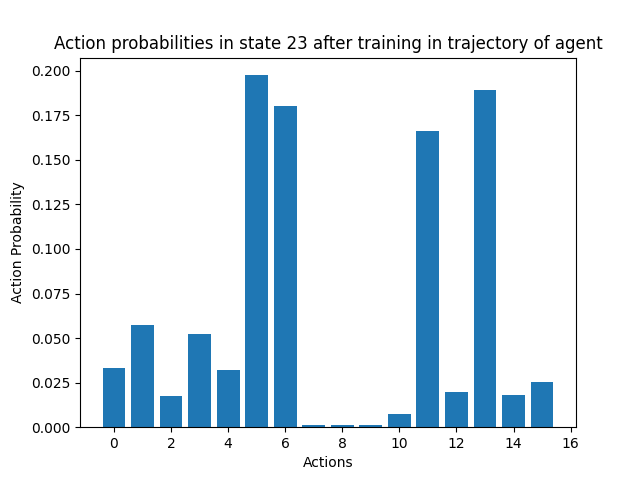 Action probabilities in state 23 after training in trajectory of agent
0.200
0.175
0.150
0.125
0.100
0.075
0.050
0.025
0.000
Action Probability
0 2 4 6 8 10 12 14 16
Actions